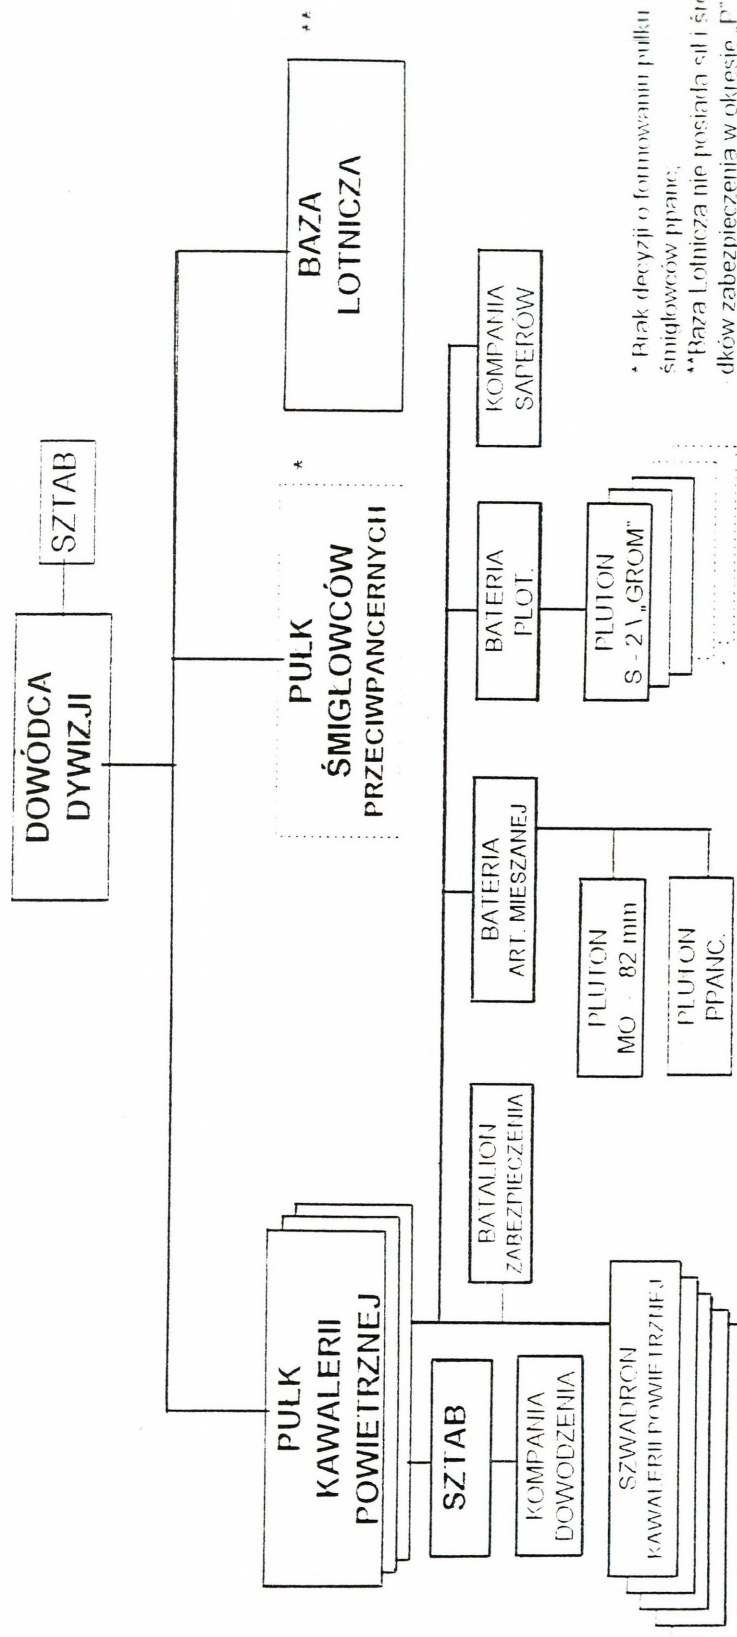 DOWÓDCA
DYWIZJI
SZTAB
PUŁK
KAWALERII
POWIETRZNEJ
PUŁK
ŚMIGŁOWCÓW
PRZECIWPANCERNYCH
*
BAZA
LOTNICZA
**
SZTAB
KOMPANIA
DOWODZENIA
BATALION
ZABEZPIECZENIA
BATERIA
ART. MIESZANEJ
BATERIA
PLOT.
KOMPANIA
SAPERÓW
SZWADRON
KAWALERII POWIETRZNEJ
PLUTON
MO - 82 mm
PLUTON
PPANC.
PLUTON
S - 2 \ „GROM"
* Brak decyzji o formowaniu pułku
śmigłowców ppanc,
**Baza Lotnicza nie posiada sił i
dków zabezpieczenia w okresie „P"